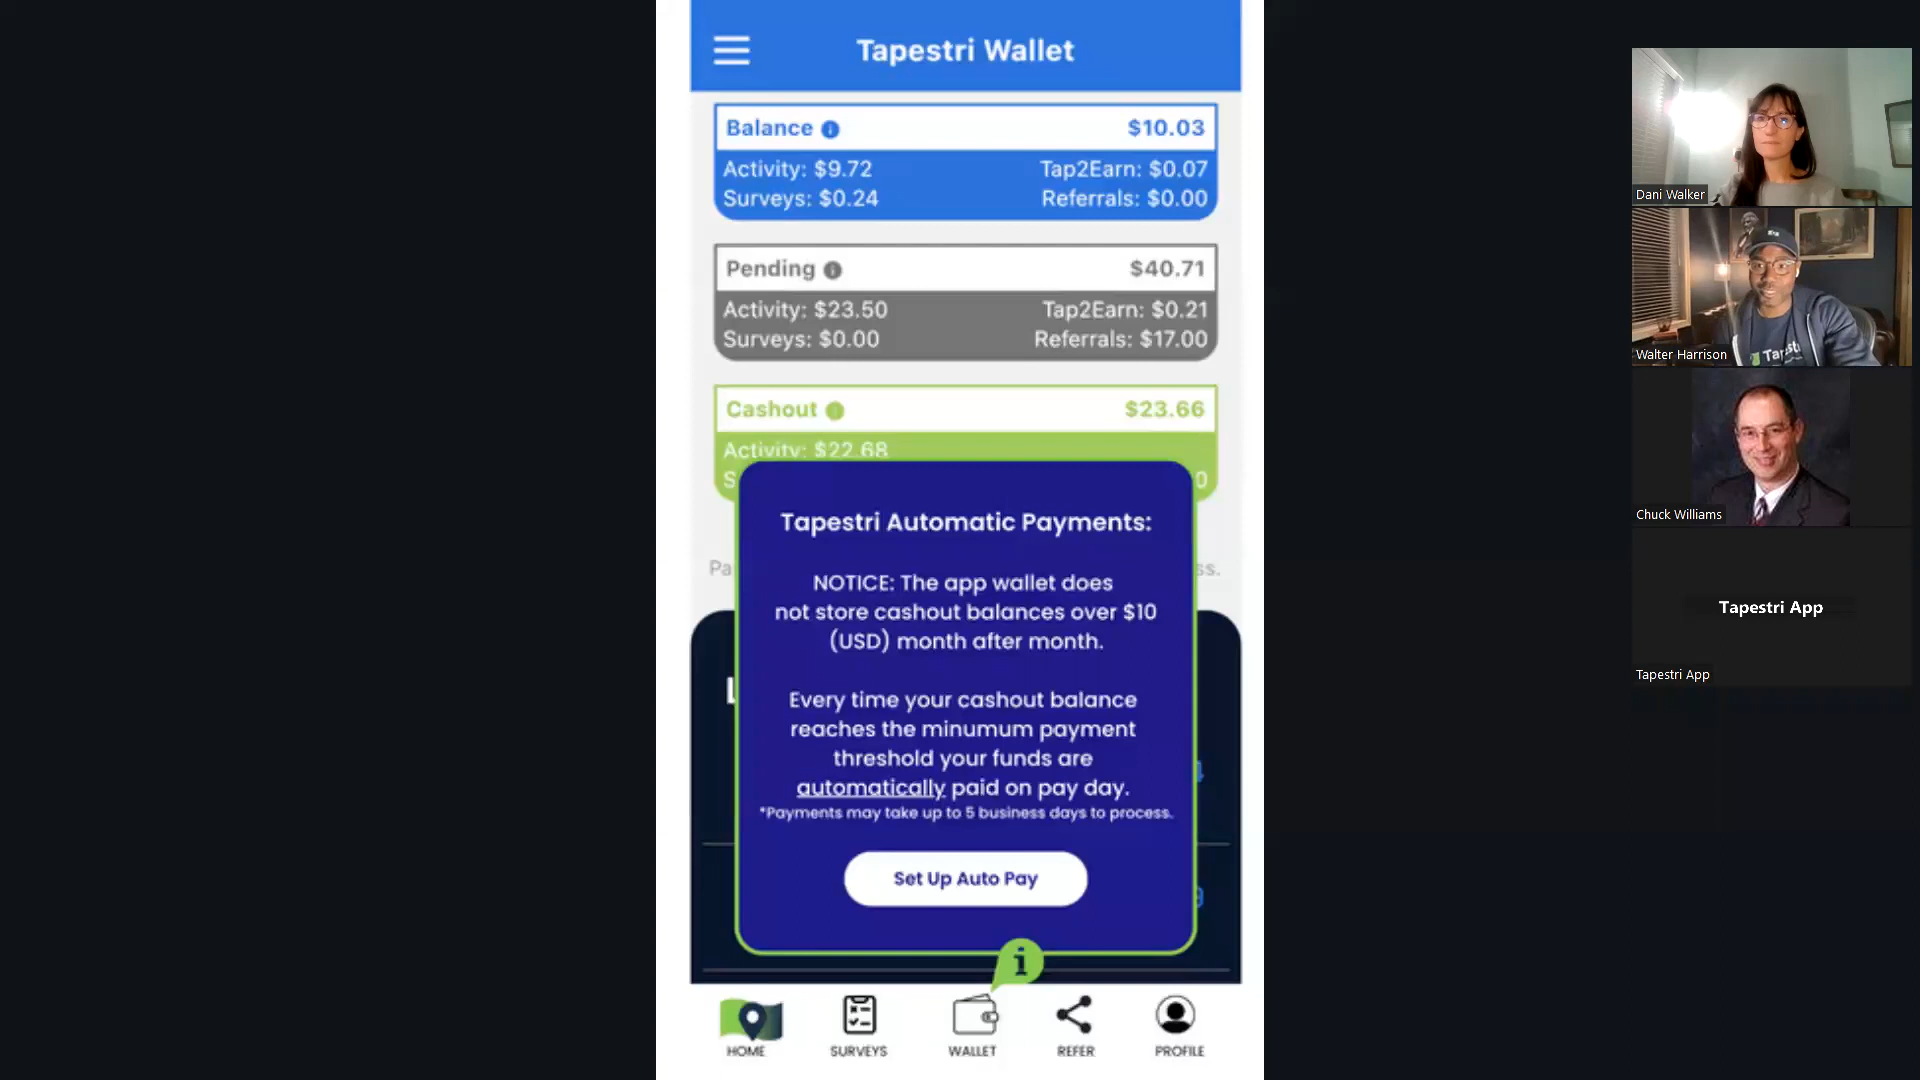 Tapestri Wallet
Balance $10.03
Activity: $9.72 Tap2Earn: $0.07
Surveys: $0.24 Referrals: $0.00
Pending $40.71
Activity: $23.50 Tap2Earn: $0.21
Surveys: $0.00 Referrals: $17.00
Cashout $23.66
Activity: $22.68
Tapestri Automatic Payments:
NOTICE: The app wallet does
not store cashout balances over $10
(USD) month after month.
Every time your cashout balance
reaches the minumum payment
threshold your funds are
automatically paid on pay day.
*Payments may take up to 5 business days to process.
Set Up Auto Pay
i
HOME
SURVEYS
WALLET
REFER
PROFILE
Dani Walker
Walter Harrison
Chuck Williams
Tapestri App
Tapestri App